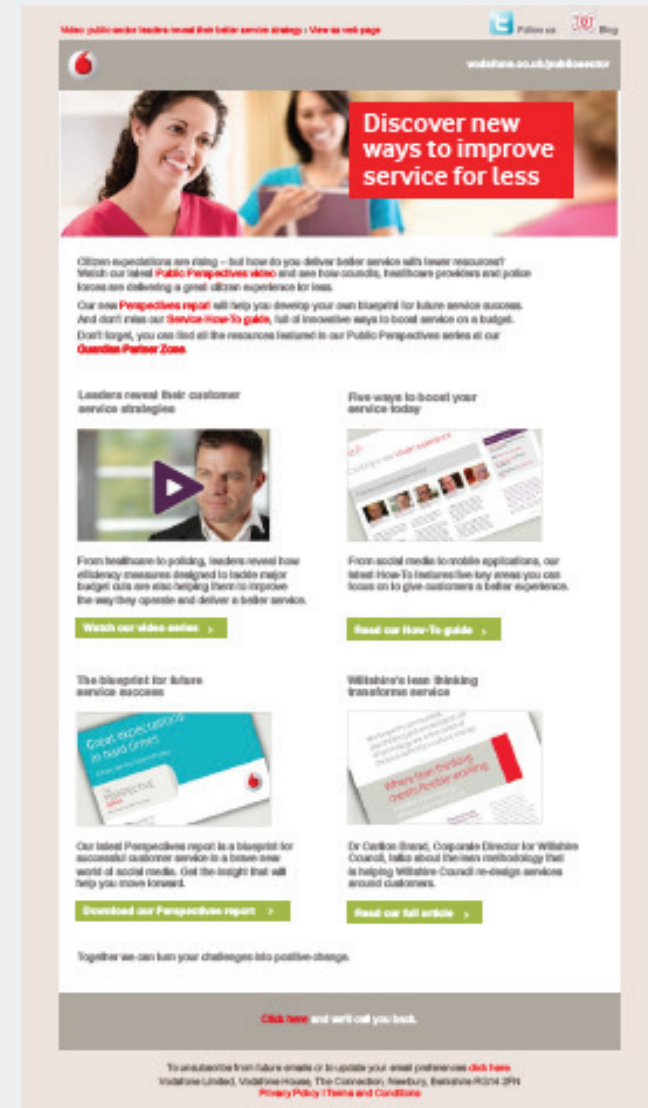 Video: public sector leaders reveal their better service strategy | View as web page
Follow us
Blog
vodafone.co.uk/publicsector
Discover new
ways to improve
service for less
Citizen expectations are rising – but how do you deliver better service with fewer resources?
Watch our latest Public Perspectives video and see how councils, healthcare providers and police
forces are delivering a great citizen experience for less.
Our new Perspectives report will help you develop your own blueprint for future service success.
And don't miss our Service How-To guide, full of innovative ways to boost service on a budget.
Don't forget, you can find all the resources featured in our Public Perspectives series at our
Guardian Partner Zone.
Leaders reveal their customer
service strategies
From healthcare to policing, leaders reveal how
efficiency measures designed to tackle major
budget cuts are also helping them to improve
the way they operate and deliver a better service.
Watch our video series >
Five ways to boost your
service today
From social media to mobile applications, our
latest How-To features five key areas you can
focus on to give customers a better experience.
Read our How-To guide >
The blueprint for future
service success
Great expectations
in hard times
PERSPECTIVE
Our latest Perspectives report is a blueprint for
successful customer service in a brave new
world of social media. Get the insight that will
help you move forward.
Download our Perspectives report >
Wiltshire's lean thinking
transforms service
Where lean thinking
meets flexible working
Dr Carlton Brand, Corporate Director for Wiltshire
Council, talks about the lean methodology that
is helping Wiltshire Council re-design services
around customers.
Read our full article >
Together we can turn your challenges into positive change.
Click here and we'll call you back.
To unsubscribe from future emails or to update your email preferences click here
Vodafone Limited, Vodafone House, The Connection, Newbury, Berkshire RG14 2FN
Privacy Policy | Terms and Conditions